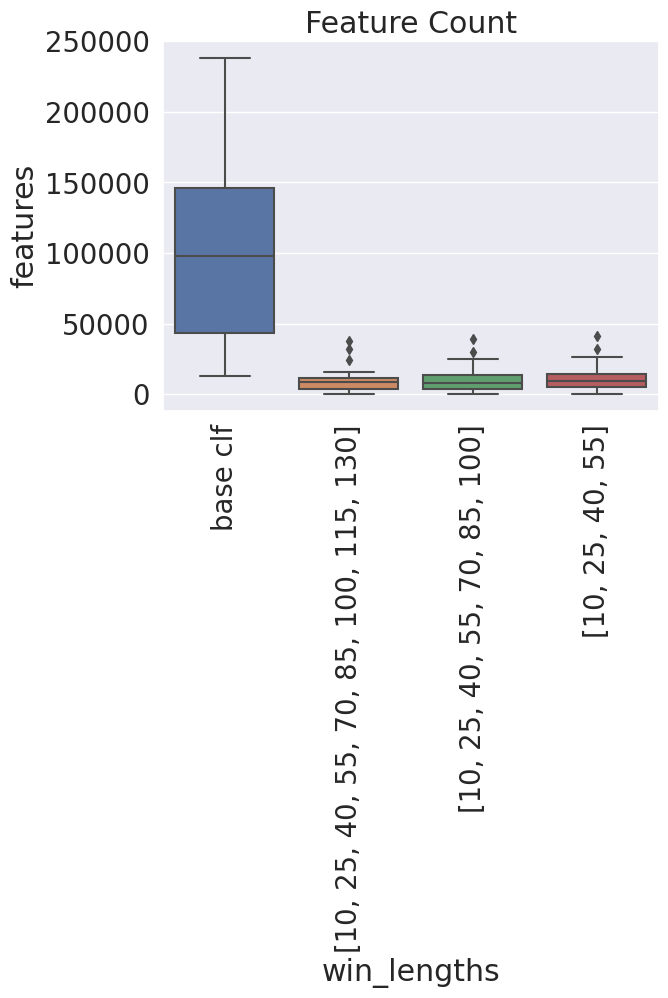 Feature Count
features
250000
200000
150000
100000
50000
0
base clf
[10, 25, 40, 55, 70, 85, 100, 115, 130]
[10, 25, 40, 55, 70, 85, 100]
[10, 25, 40, 55]
win_lengths